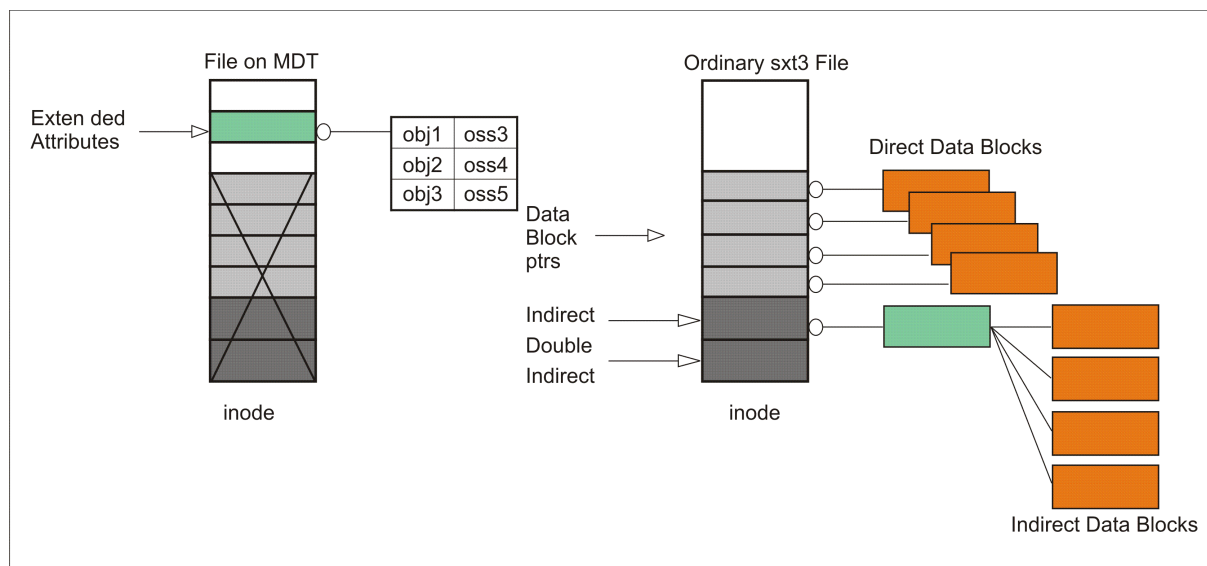 File on MDT
Exten ded
Attributes
obj1 oss3
obj2 oss4
obj3 oss5
inode
Ordinary sxt3 File
Direct Data Blocks
Data
Block
ptrs
Indirect
Double
Indirect
inode
Indirect Data Blocks